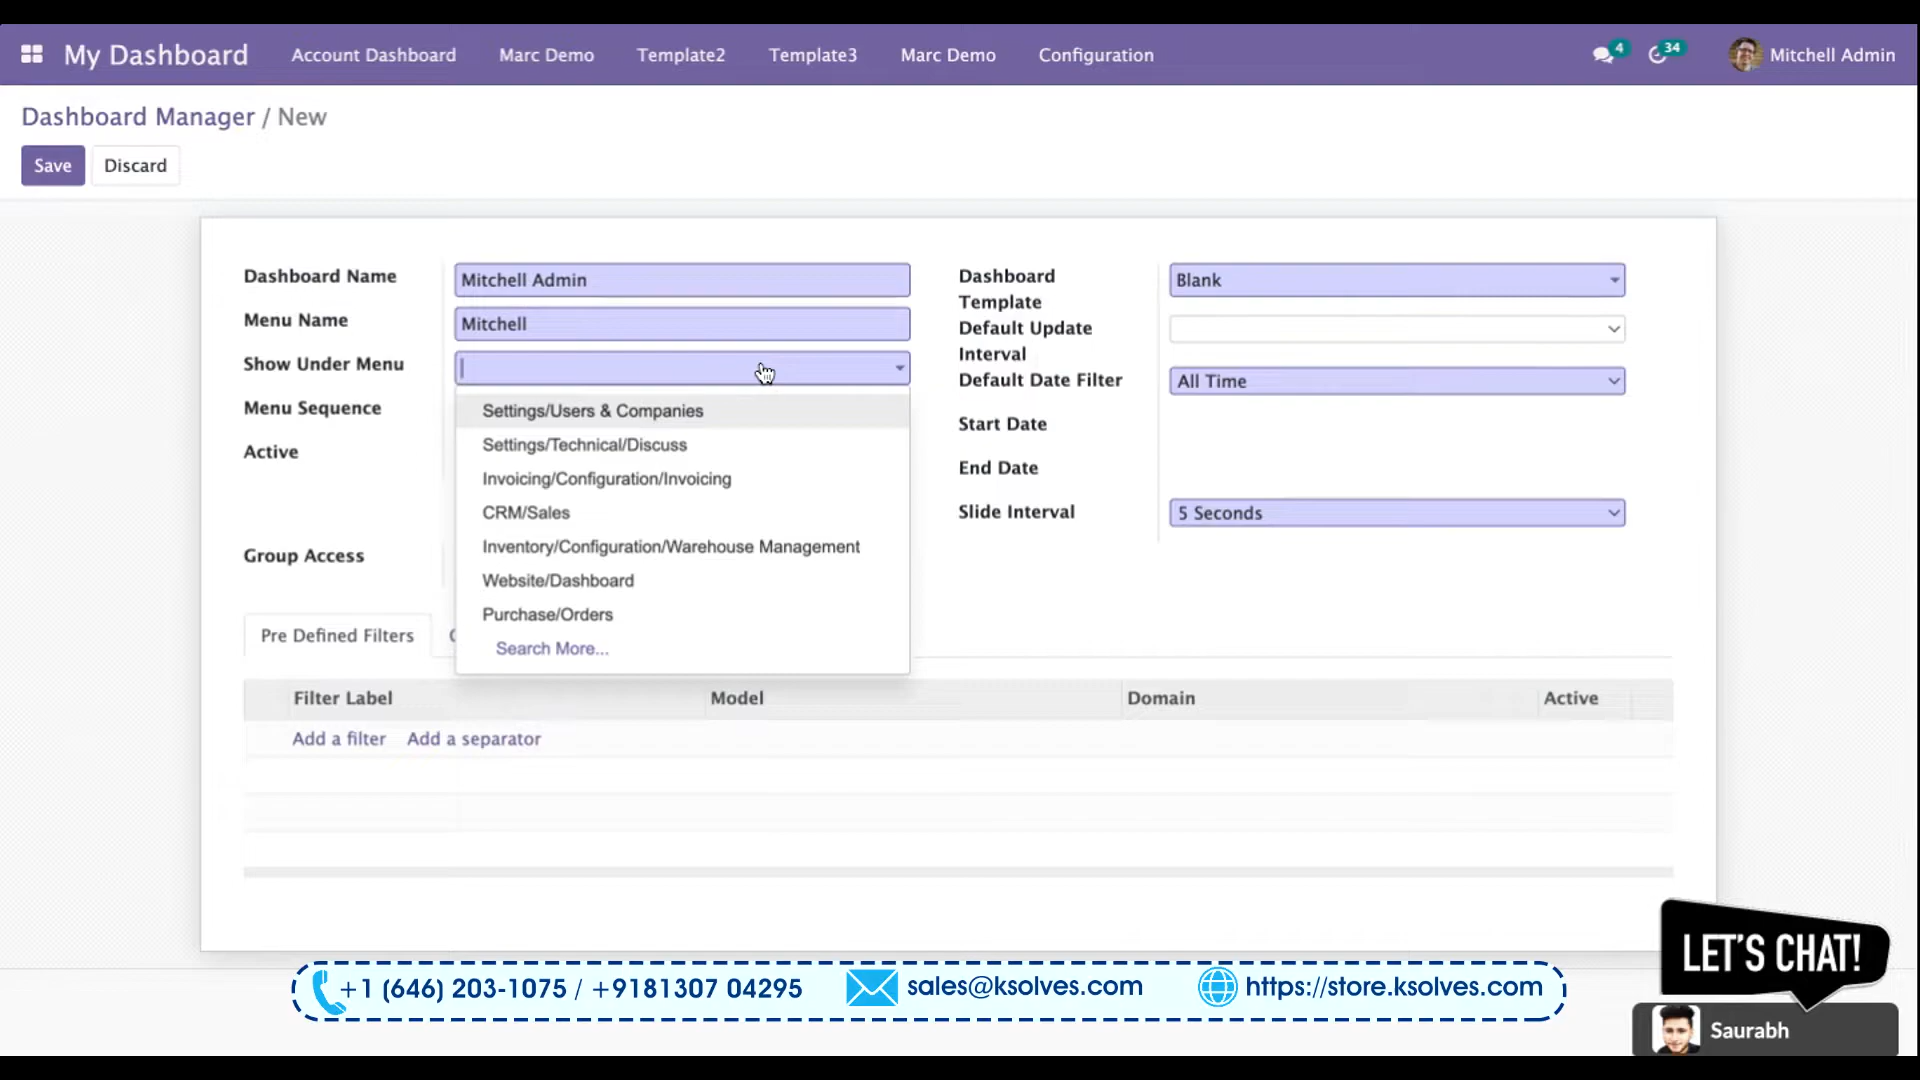 My Dashboard Account Dashboard Marc Demo Template2 Template3 Marc Demo Configuration 4 34 Mitchell Admin
Dashboard Manager / New
Save Discard
Dashboard Name Mitchell Admin
Menu Name Mitchell
Show Under Menu
Menu Sequence
Active
Group Access
Settings/Users & Companies
Settings/Technical/Discuss
Invoicing/Configuration/Invoicing
CRM/Sales
Inventory/Configuration/Warehouse Management
Website/Dashboard
Purchase/Orders
Search More...
Dashboard
Template
Blank
Default Update
Interval
Default Date Filter All Time
Start Date
End Date
Slide Interval 5 Seconds
Pre Defined Filters
Filter Label Model Domain Active
Add a filter Add a separator
LET'S CHAT!
+1 (646) 203-1075 / +9181307 04295 sales@ksolves.com https://store.ksolves.com
Saurabh